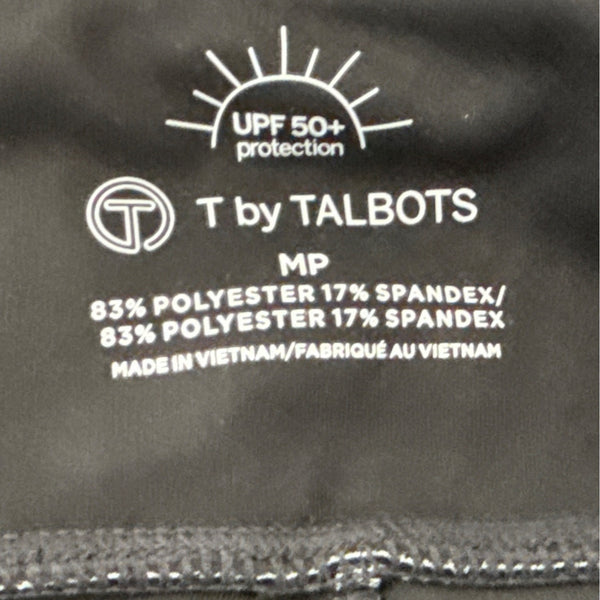 UPF 50+
protection
T by TALBOTS
MP
83% POLYESTER 17% SPANDEX/
83% POLYESTER 17% SPANDEX
MADE IN VIETNAM/FABRIQUÉ AU VIETNAM